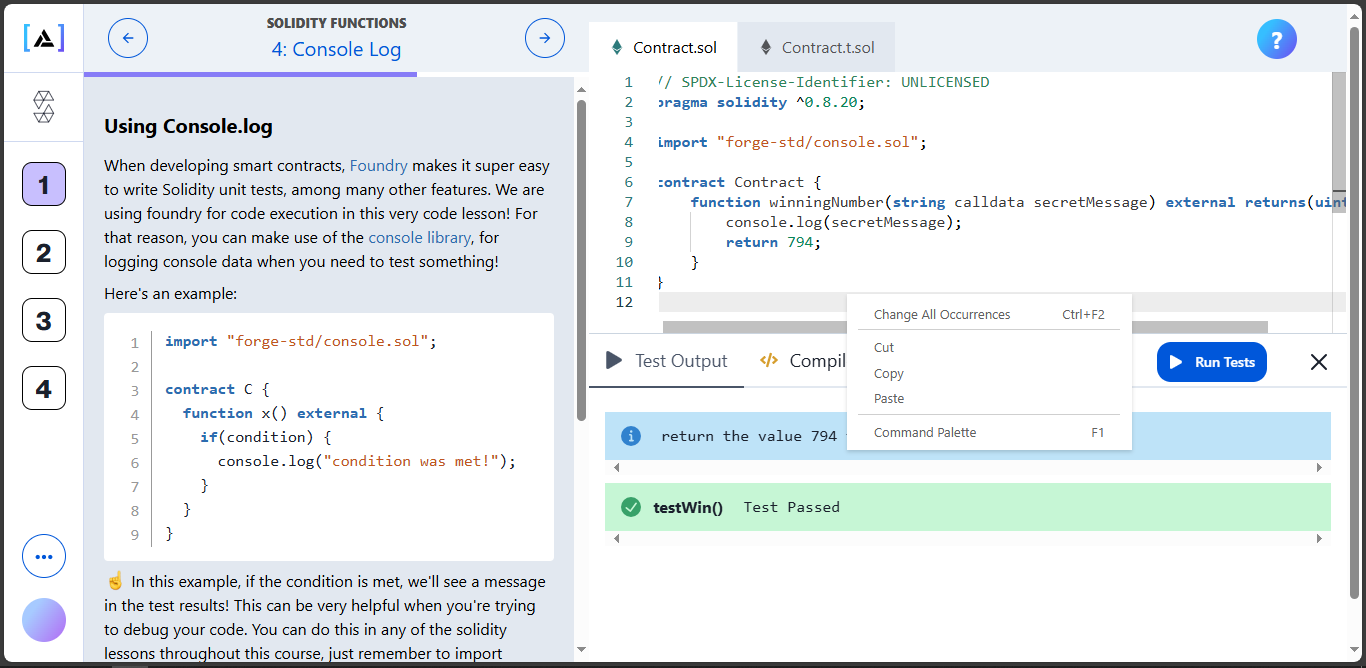 [A]
SOLIDITY FUNCTIONS
4: Console Log
1
2
3
4
Using Console.log
When developing smart contracts, Foundry makes it super easy
to write Solidity unit tests, among many other features. We are
using foundry for code execution in this very code lesson! For
that reason, you can make use of the console library, for
logging console data when you need to test something!
Here's an example:
1 import "forge-std/console.sol";
2
3 contract C {
4 function x() external {
5 if(condition) {
6 console.log("condition was met!");
7 }
8 }
9 }
☝️ In this example, if the condition is met, we'll see a message
in the test results! This can be very helpful when you're trying
to debug your code. You can do this in any of the solidity
lessons throughout this course, just remember to import
Contract.sol
Contract.t.sol
?
1 // SPDX-License-Identifier: UNLICENSED
2 pragma solidity ^0.8.20;
3
4 import "forge-std/console.sol";
5
6 contract Contract {
7 function winningNumber(string calldata secretMessage) external returns(uint
8 console.log(secretMessage);
9 return 794;
10 }
11 }
12
Change All Occurrences Ctrl+F2
Cut
Copy
Paste
Command Palette F1
Test Output
</> Compil
Run Tests
return the value 794
testWin() Test Passed